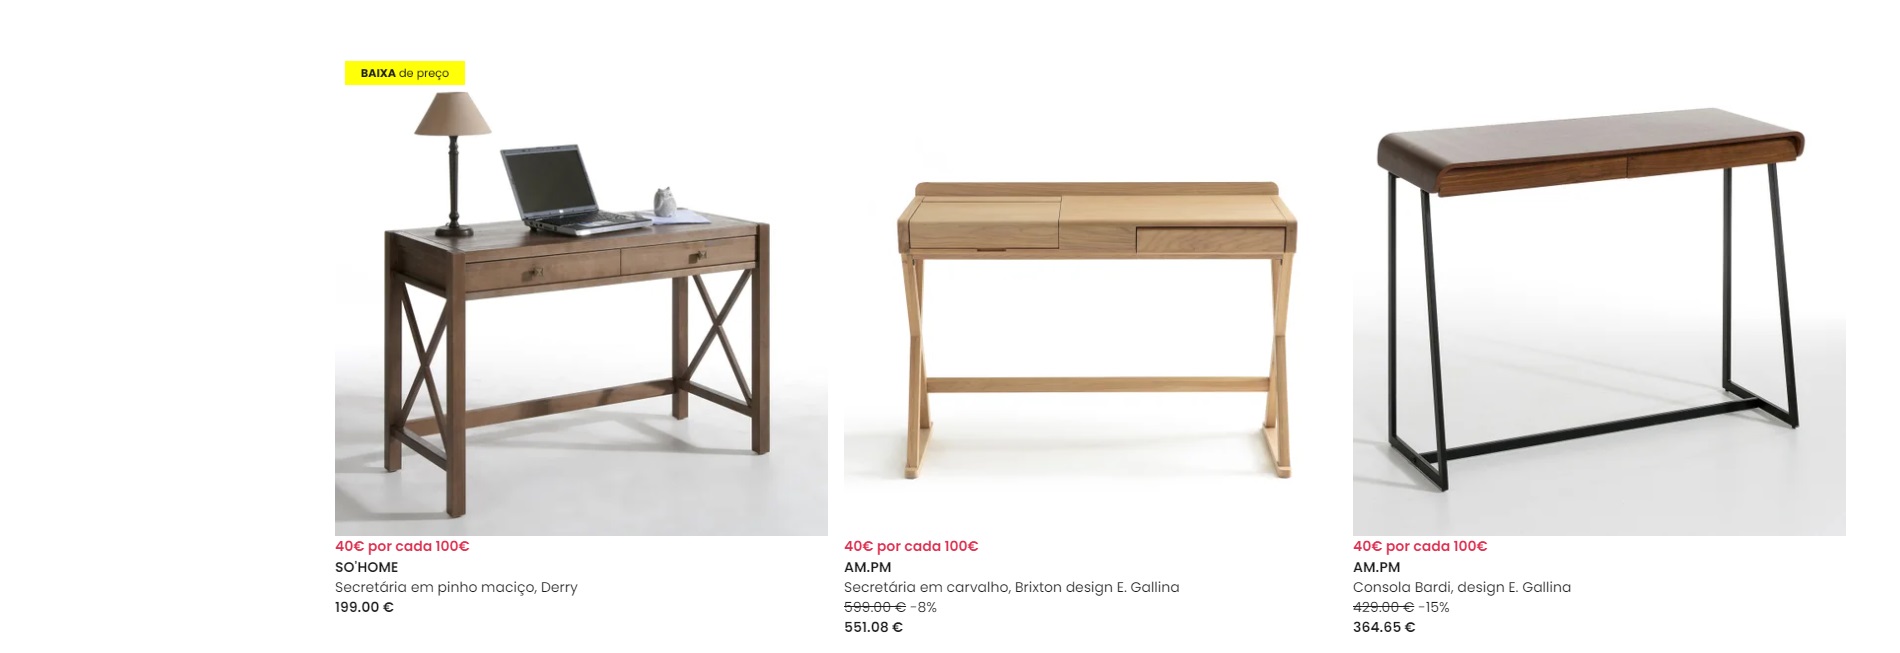 BAIXA de preço
40€ por cada 100€
SO'HOME
Secretária em pinho maciço, Derry
199.00 €
40€ por cada 100€
AM.PM
Secretária em carvalho, Brixton design E. Gallina
599.00 € -8%
551.08 €
40€ por cada 100€
AM.PM
Consola Bardi, design E. Gallina
429.00 € -15%
364.65 €